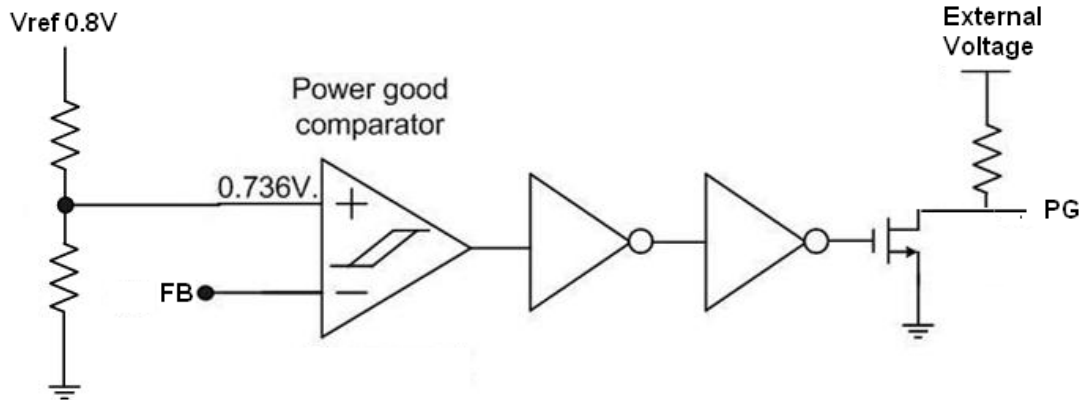 Vref 0.8V
External
Voltage
Power good
comparator
0.736V.
+
PG
FB
−